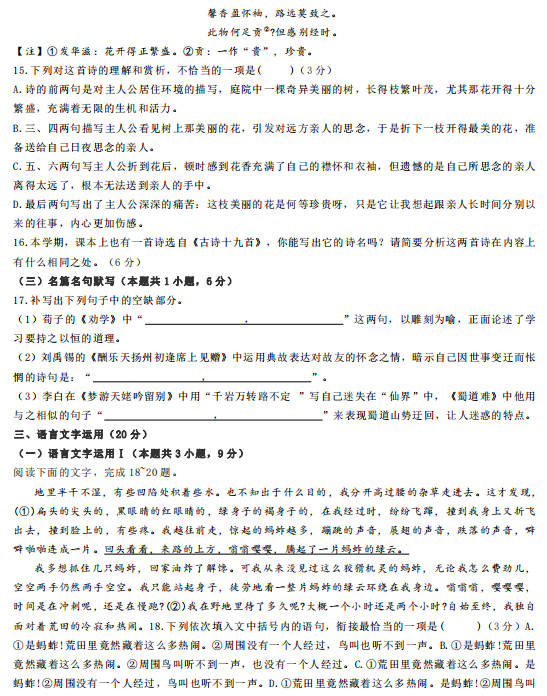 馨香盈怀袖，路远莫致之。
此物何足贡②?但感别经时。
【注】①发华滋：花开得正繁盛。②贡：一作“贵”，珍贵。
15.下列对这首诗的理解和赏析，不恰当的一项是(　　)(3分)
A.诗的前两句是对主人公居住环境的描写，庭院中一棵奇异美丽的树，长得枝繁叶茂，尤其那花开得十分
繁盛，充满着无限的生机和活力。
B.三、四两句描写主人公看见树上那美丽的花，引发对远方亲人的思念，于是折下一枝开得最美的花，准
备送给自己日夜思念的亲人。
C.五、六两句写主人公折到花后，顿时感到花香充满了自己的襟怀和衣袖，但遗憾的是自己所思念的亲人
离得太远了，根本无法送到亲人的手中。
D.最后两句写出了主人公深深的痛苦：这枝美丽的花是何等珍贵呀，只是它让我想起跟亲人长时间分别以
来的往事，内心更加伤感。
16.本学期，课本上也有一首诗选自《古诗十九首》，你能写出它的诗名吗？请简要分析这两首诗在内容上
有什么相同之处。（6分）
（三）名篇名句默写（本题共1小题，6分）
17.补写出下列句子中的空缺部分。
（1）荀子的《劝学》中“＿＿＿＿＿＿，＿＿＿＿＿＿”这两句，以雕刻为喻，正面论述了学
习要持之以恒的道理。
（2）刘禹锡的《酬乐天扬州初逢席上见赠》中运用典故表达对故友的怀念之情，暗示自己因世事变迁而怅
惘的诗句是：“＿＿＿＿＿＿，＿＿＿＿＿＿”。
（3）李白在《梦游天姥吟留别》中用“千岩万转路不定 ”写自己迷失在“仙界”中，《蜀道难》中他用
与之相似的句子“＿＿＿＿＿＿，＿＿＿＿＿＿”来表现蜀道山势迂回，让人迷惑的特点。
三、语言文字运用（20分）
（一）语言文字运用Ⅰ（本题共3小题，9分）
阅读下面的文字，完成18~20题。
地里半干不湿，有些凹陷处积着些水。也不知出于什么目的，我分开高过腰的杂草走进去。这才发现，
(①)扁头的尖头的，黑眼睛的红眼睛的，绿身子的褐身子的，在我经过时，纷纷飞蹿，撞到我身上又折飞
出去，撞到脸上的，有些疼。我越往前走，惊起的蚂蚱越多，蹦跳的声音，展翅的声音，跌落的声音，哗
哗啪啪连成一片。回头看看，来路的上方，嗡嗡嘤嘤，腾起了一片蚂蚱的绿云。
我多想抓住几只蚂蚱，回家油炸了解馋。可我从来没见过这么狡猾机灵的蚂蚱，无论我怎么费劲儿，
空空两手仍然两手空空。我只能站起身子，徒劳地看一整片蚂蚱的绿云环绕在我身边。嗡嗡嗡，嘤嘤嘤，
时间是在冲刺呢，还是在慢跑?(②)我在野地里待了多久呢?大概一个小时还是两个小时?自始至终，我独自
面对着荒田的冷寂和热闹。18.下列依次填入文中括号内的语句，衔接最恰当的一项是(　　)(3分) A.
①是蚂蚱!荒田里竟然藏着这么多热闹。②周围没有一个人经过，鸟叫也听不到一声。B.①是蚂蚱!荒田里
竟然藏着这么多热闹。②周围鸟叫听不到一声，也没有一个人经过。C.①荒田里竟然藏着这么多热闹。是
蚂蚱!②周围没有一个人经过，鸟叫也听不到一声。D.①荒田里竟然藏着这么多热闹。是蚂蚱!②周围鸟叫